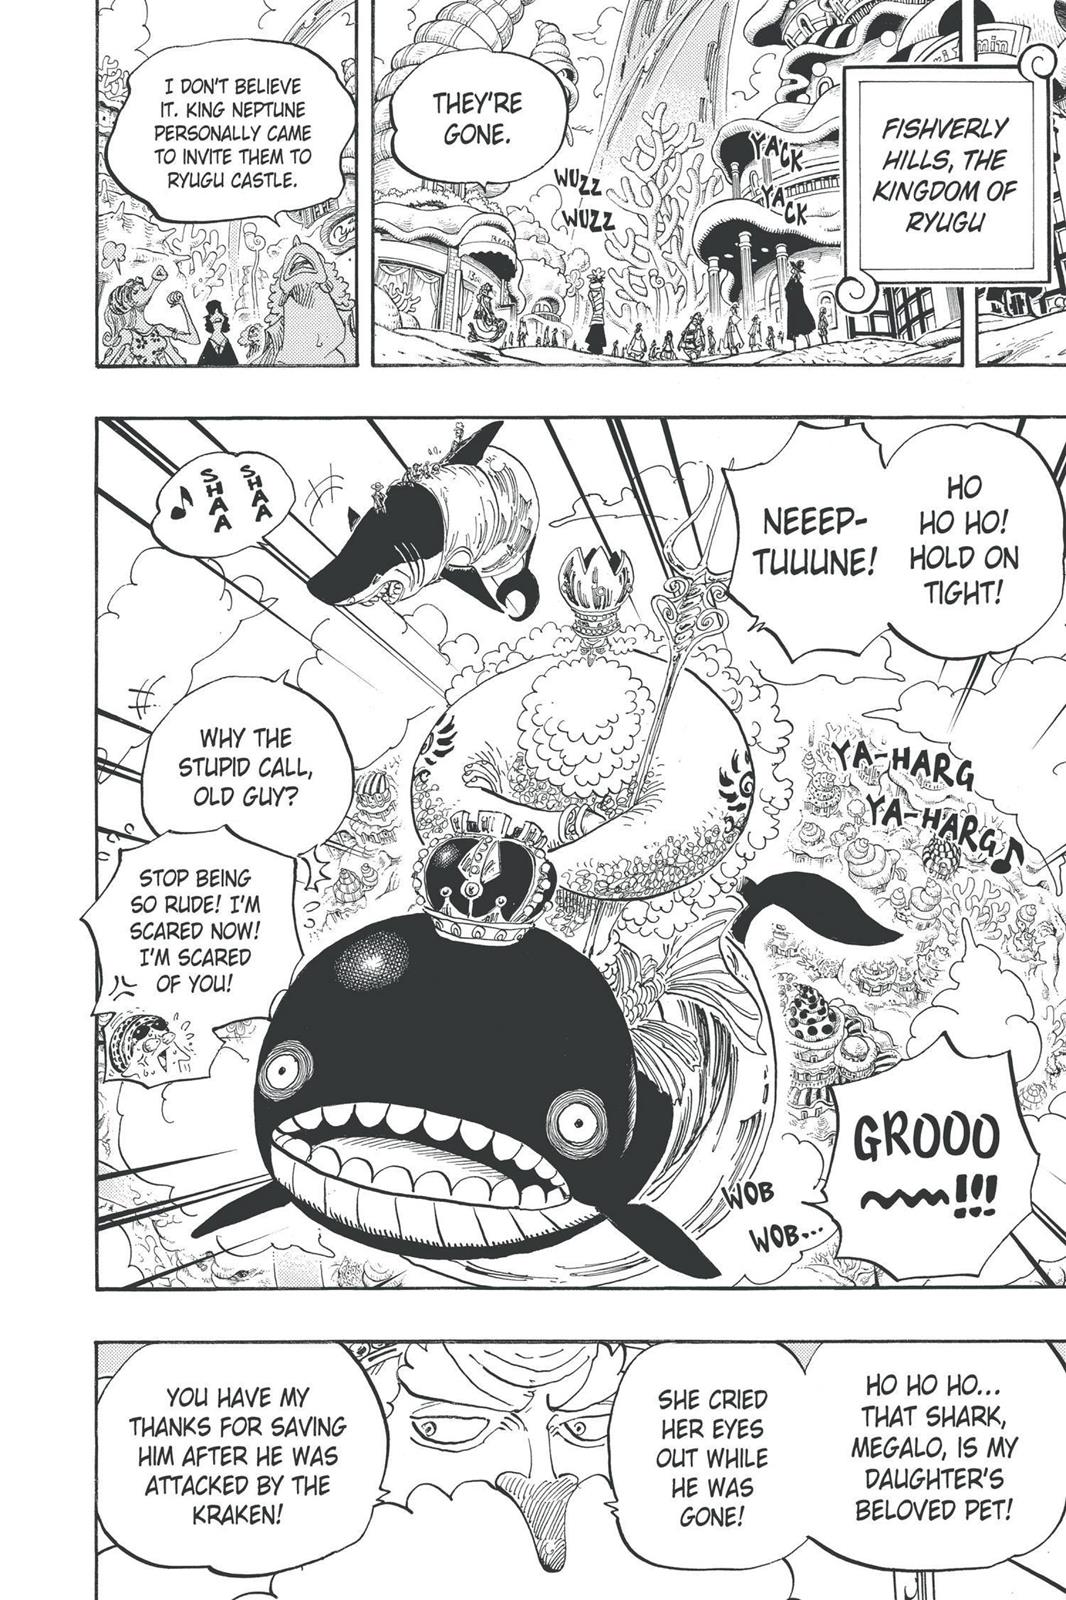 FISHVERLY
HILLS, THE
KINGDOM OF
RYUGU
THEY'RE
GONE.
YACK
YACK
WUZZ
WUZZ
I DON'T BELIEVE
IT. KING NEPTUNE
PERSONALLY CAME
TO INVITE THEM TO
RYUGU CASTLE.
HO
HO HO!
HOLD ON
TIGHT!
NEEEP-
TUUUNE!
SHAA
SHAA
YA-HARG
YA-HARG
WHY THE
STUPID CALL,
OLD GUY?
STOP BEING
SO RUDE! I'M
SCARED NOW!
I'M SCARED
OF YOU!
GROOO
~~!!!
WOB
WOB...
HO HO HO...
THAT SHARK,
MEGALO, IS MY
DAUGHTER'S
BELOVED PET!
SHE CRIED
HER EYES
OUT WHILE
HE WAS
GONE!
YOU HAVE MY
THANKS FOR SAVING
HIM AFTER HE WAS
ATTACKED BY THE
KRAKEN!